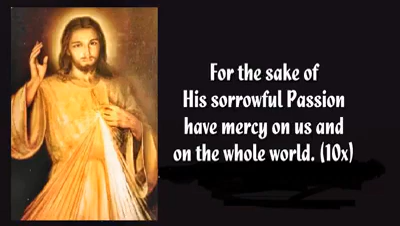 For the sake of
His sorrowful Passion
have mercy on us and
on the whole world. (10x)